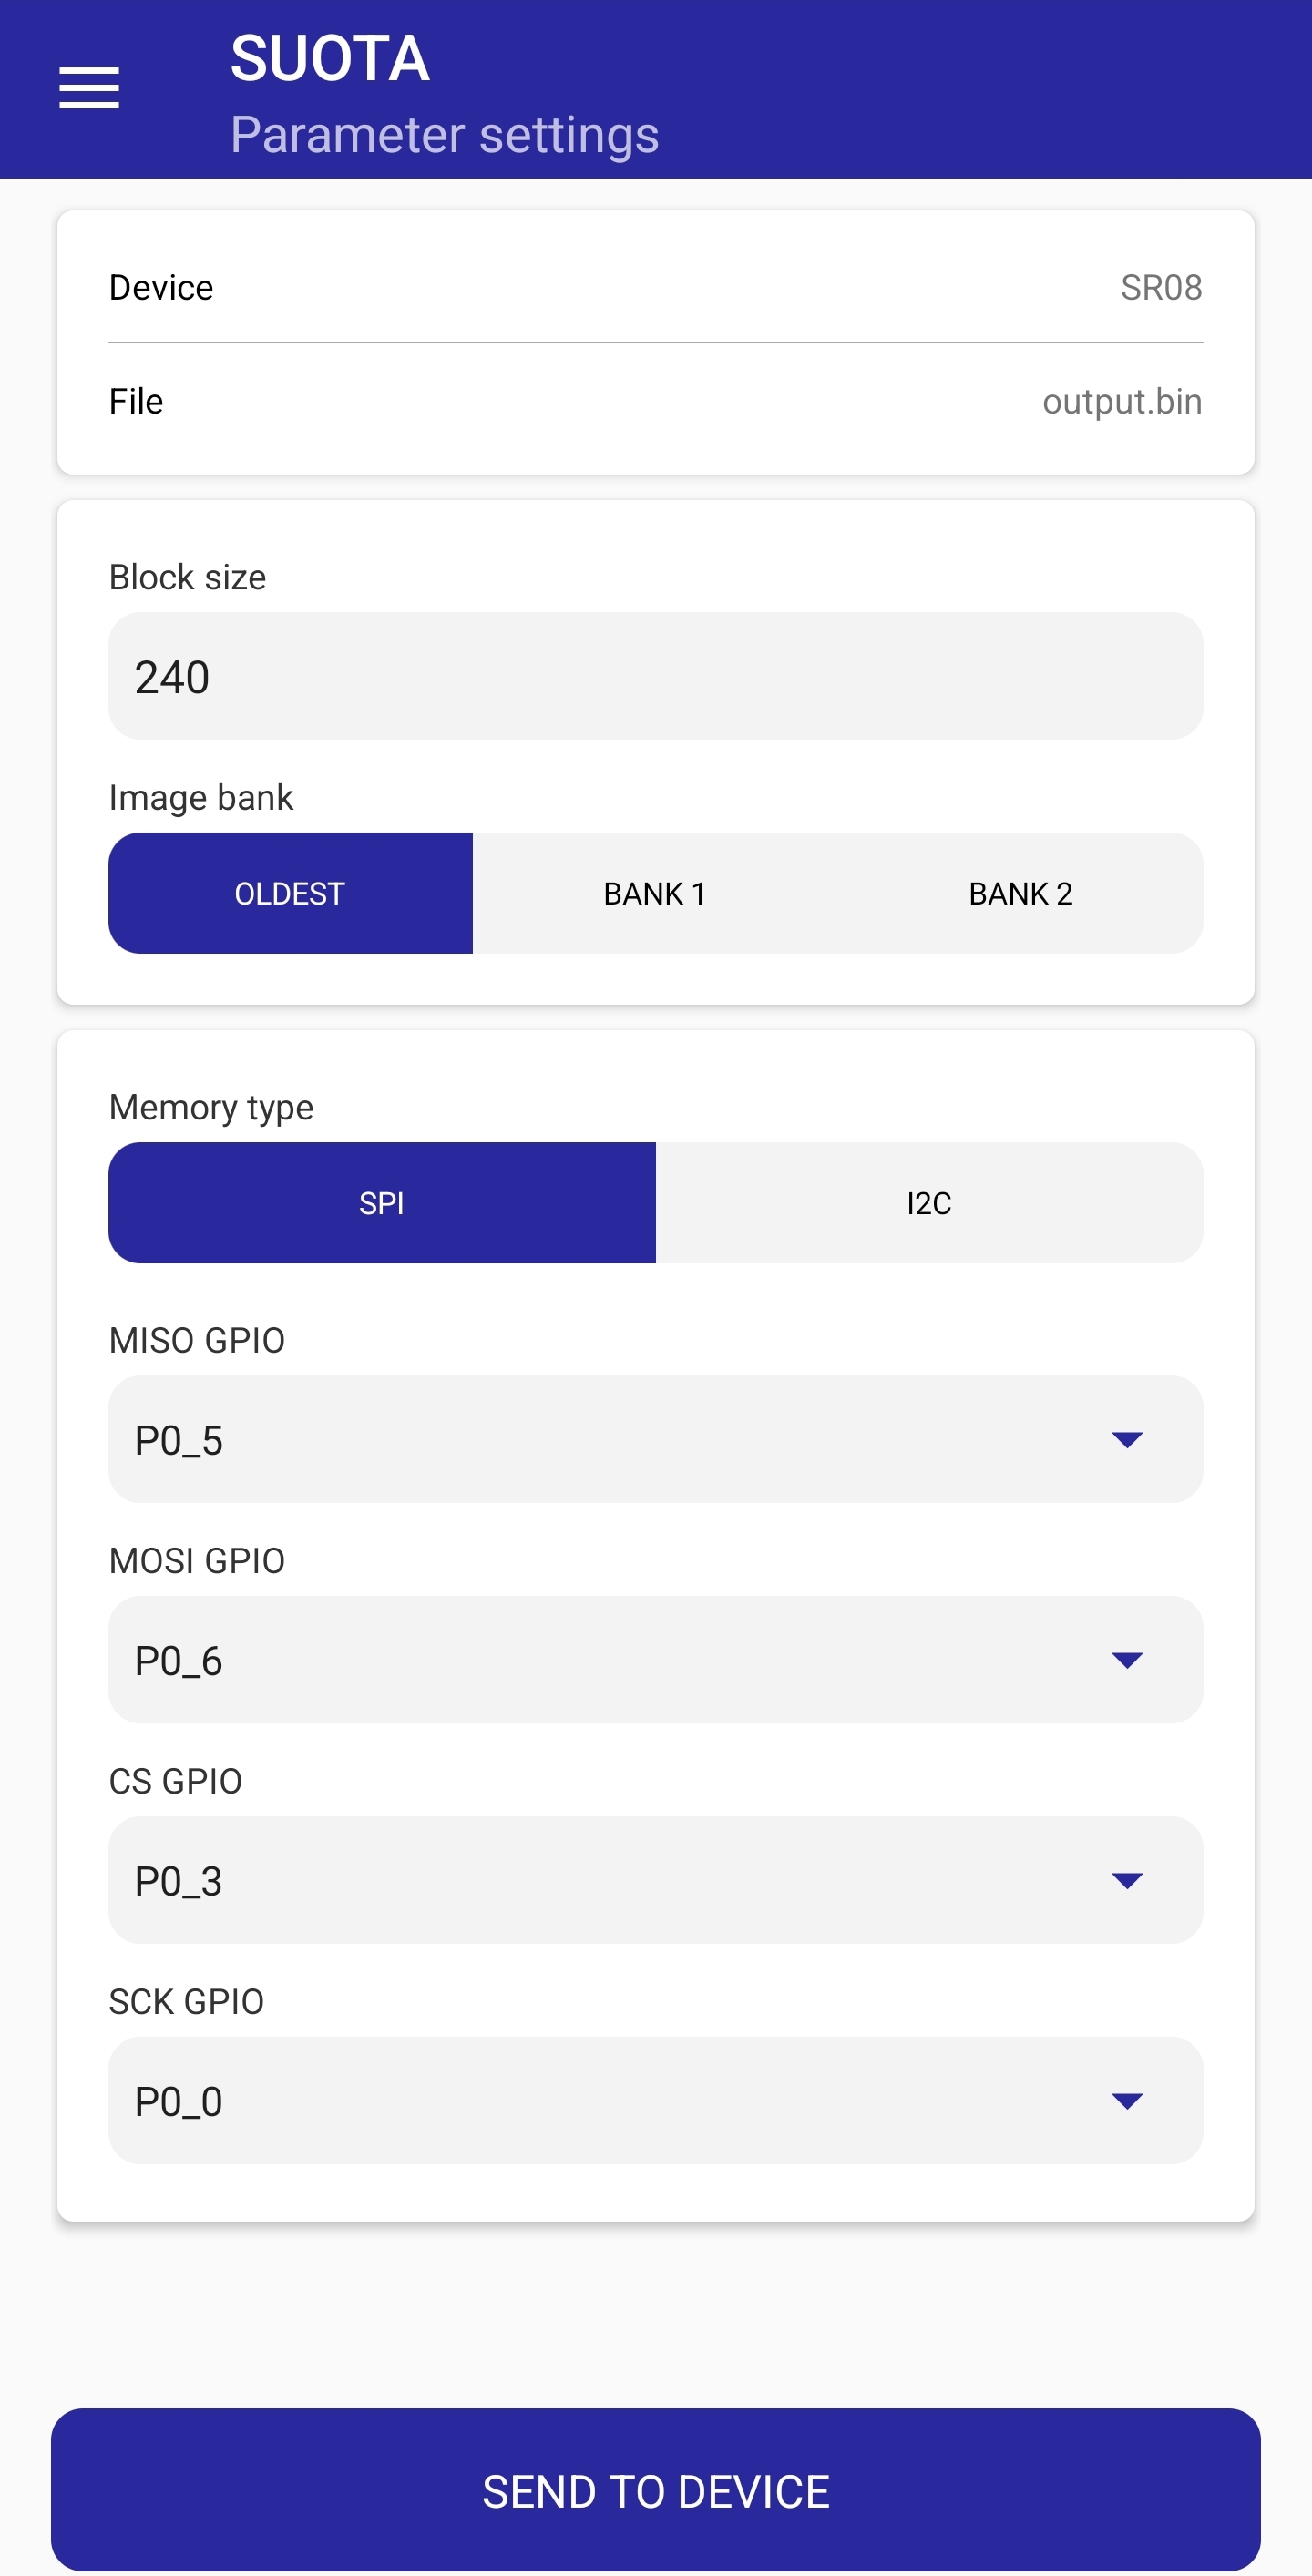 SUOTA
Parameter settings
Device SR08
File output.bin
Block size
240
Image bank
OLDEST BANK 1 BANK 2
Memory type
SPI I2C
MISO GPIO
P0_5
MOSI GPIO
P0_6
CS GPIO
P0_3
SCK GPIO
P0_0
SEND TO DEVICE